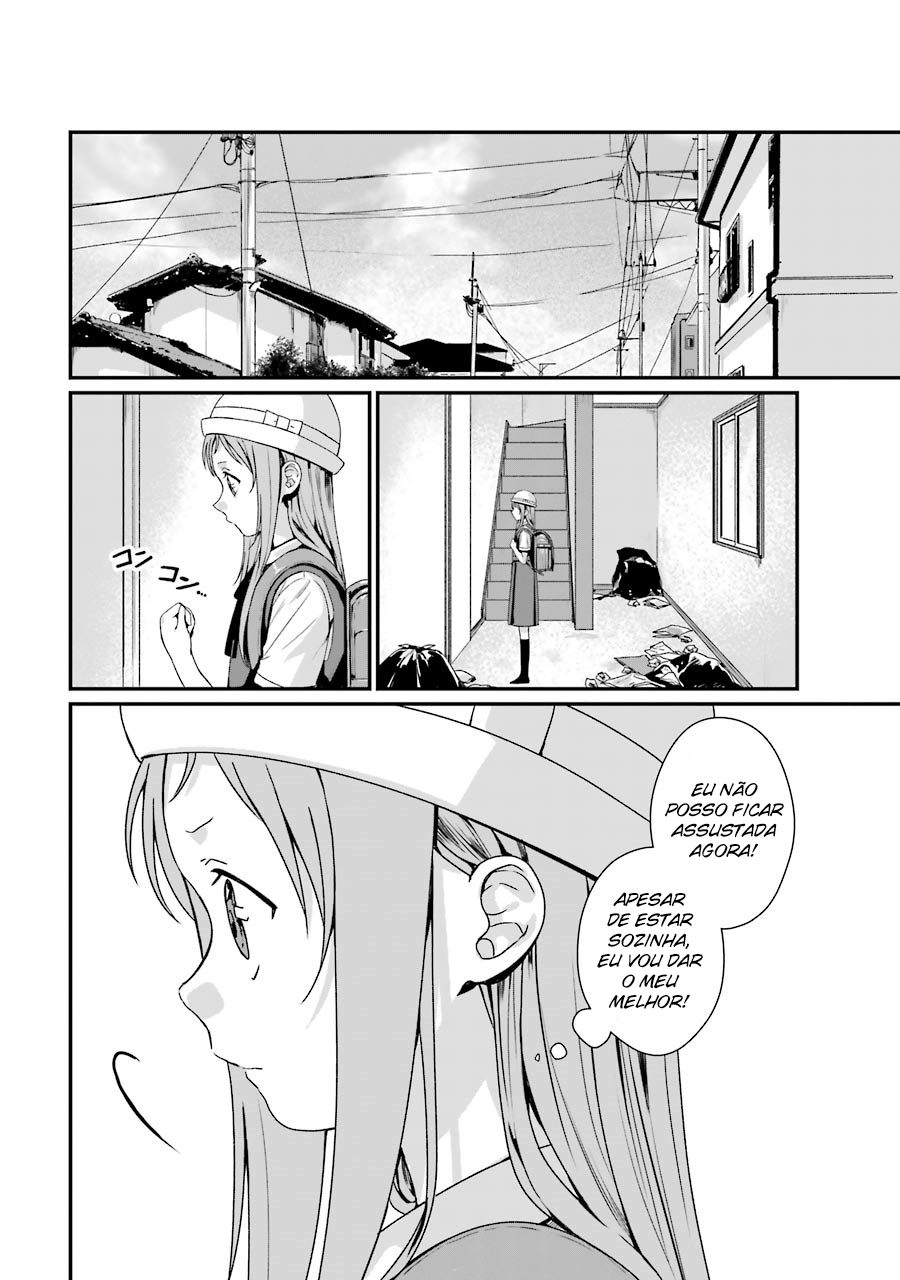 コン
コン…
EU NÃO
POSSO FICAR
ASSUSTADA
AGORA!
APESAR
DE ESTAR
SOZINHA,
EU VOU DAR
O MEU
MELHOR!